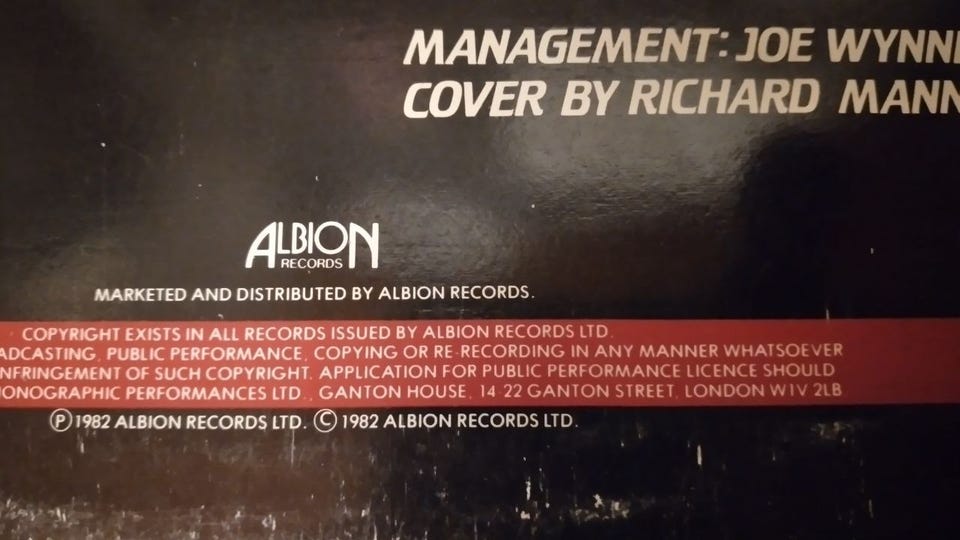 MANAGEMENT: JOE WYNN
COVER BY RICHARD MANN
ALBION
RECORDS
MARKETED AND DISTRIBUTED BY ALBION RECORDS.
COPYRIGHT EXISTS IN ALL RECORDS ISSUED BY ALBION RECORDS LTD.
ADCASTING, PUBLIC PERFORMANCE, COPYING OR RE-RECORDING IN ANY MANNER WHATSOEVER
NFRINGEMENT OF SUCH COPYRIGHT. APPLICATION FOR PUBLIC PERFORMANCE LICENCE SHOULD
ONOGRAPHIC PERFORMANCES LTD., GANTON HOUSE, 14-22 GANTON STREET, LONDON W1V 2LB
Ⓟ 1982 ALBION RECORDS LTD. © 1982 ALBION RECORDS LTD.